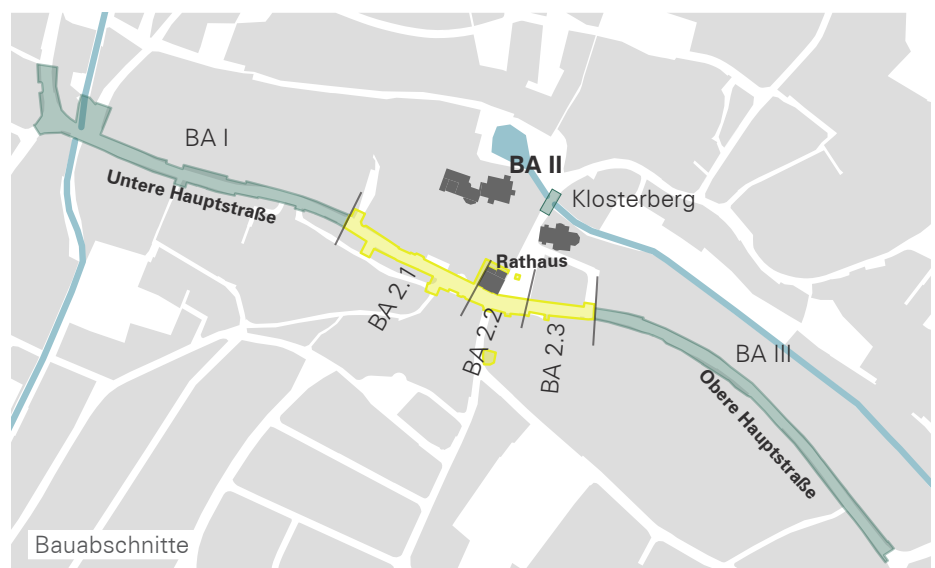 BA I
Untere Hauptstraße
BA II
Klosterberg
Rathaus
BA 2.1
BA 2.2
BA 2.3
BA III
Obere Hauptstraße
Bauabschnitte